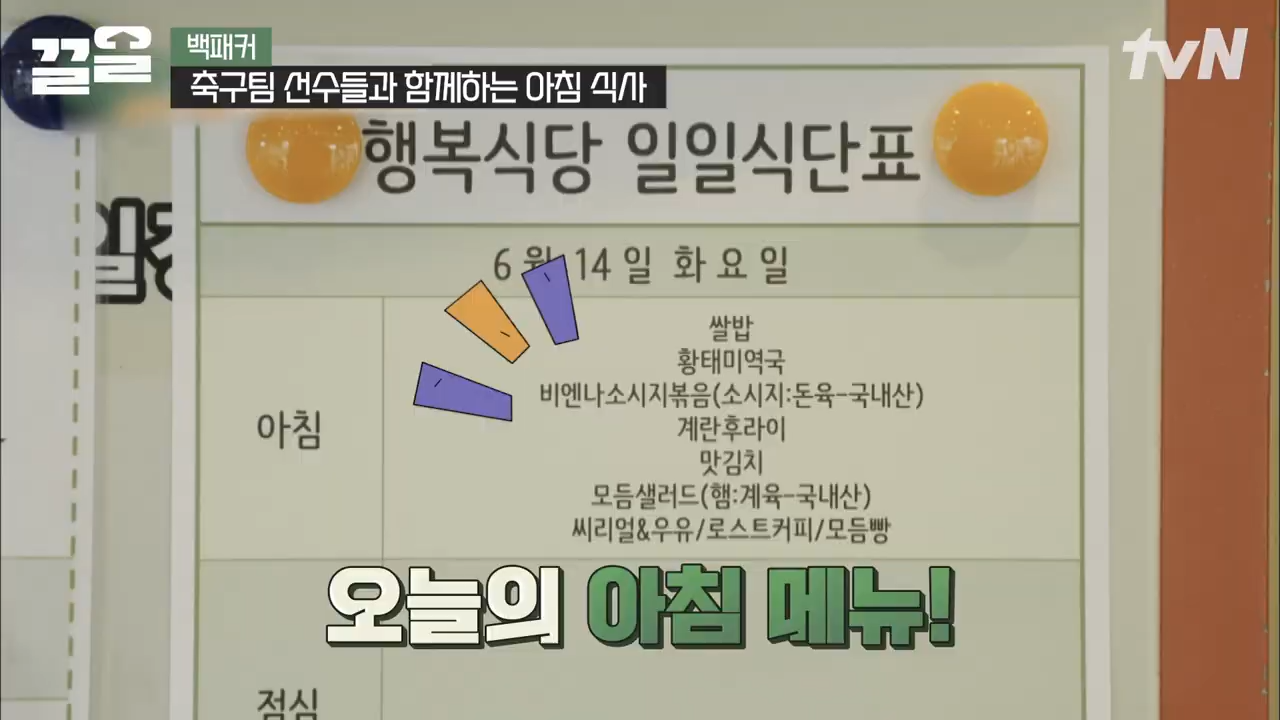 끌올
백패커
tvN
축구팀 선수들과 함께하는 아침 식사
행복식당 일일식단표
6월 14일 화요일
아침
쌀밥
황태미역국
비엔나소시지볶음(소시지:돈육-국내산)
계란후라이
맛김치
모듬샐러드(햄:계육-국내산)
씨리얼&우유/로스트커피/모듬빵
오늘의 아침 메뉴!
점심